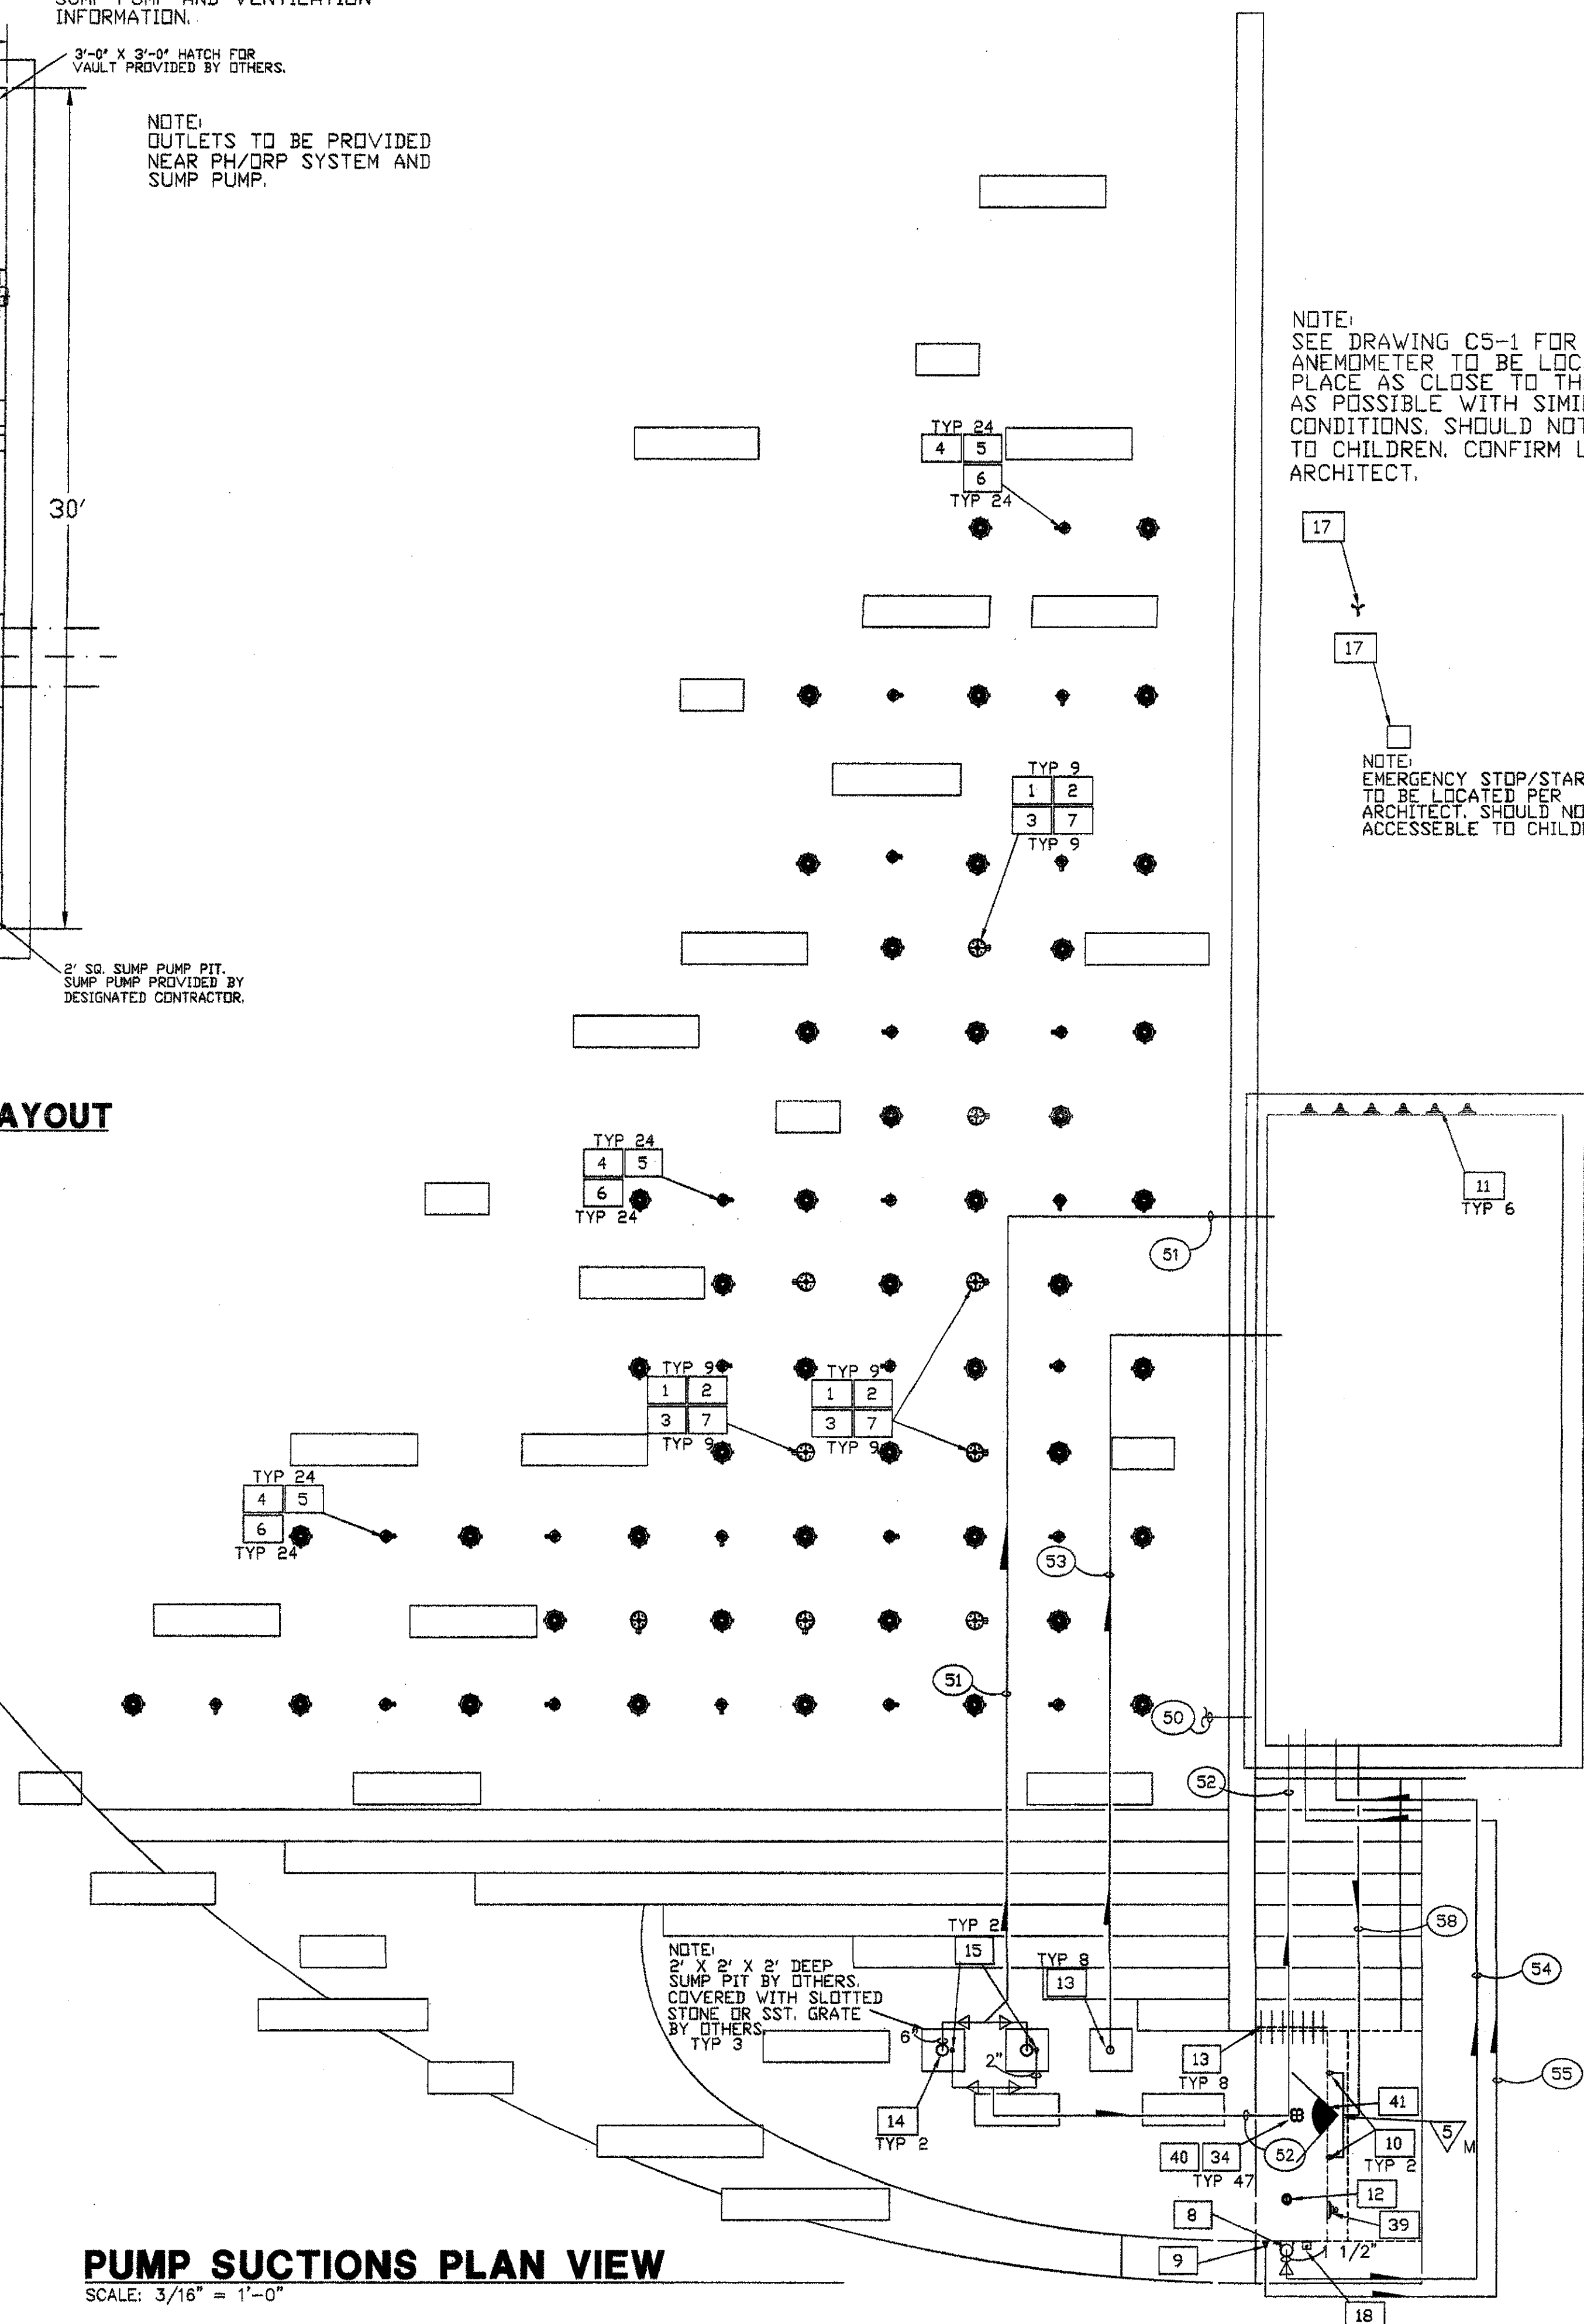 SUMP PUMP AND VENTILATION
INFORMATION.
3'-0" X 3'-0" HATCH FOR
VAULT PROVIDED BY OTHERS.
NOTE:
OUTLETS TO BE PROVIDED
NEAR PH/ORP SYSTEM AND
SUMP PUMP.
30'
2' SQ. SUMP PUMP PIT.
SUMP PUMP PROVIDED BY
DESIGNATED CONTRACTOR.
AYOUT
NOTE:
SEE DRAWING C5-1 FOR
ANEMOMETER TO BE LOC
PLACE AS CLOSE TO TH
AS POSSIBLE WITH SIMI
CONDITIONS. SHOULD NOT
TO CHILDREN. CONFIRM L
ARCHITECT.
17
17
NOTE:
EMERGENCY STOP/STAR
TO BE LOCATED PER
ARCHITECT. SHOULD NO
ACCESSEBLE TO CHILD
TYP 24
4 5
6
TYP 24
TYP 9
1 2
3 7
TYP 9
TYP 24
4 5
6
TYP 24
11
TYP 6
51
TYP 9
1 2
3 7
TYP 9
TYP 9
1 2
3 7
TYP 9
TYP 24
4 5
6
TYP 24
53
51
50
52
58
54
55
TYP 2
15
TYP 8
13
NOTE:
2' X 2' X 2' DEEP
SUMP PIT BY OTHERS.
COVERED WITH SLOTTED
STONE OR SST. GRATE
BY OTHERS.
TYP 3
6"
2"
14
TYP 2
13
TYP 8
41
5
M
10
TYP 2
40 34
TYP 47
52
12
39
8
9
1 1/2"
18
PUMP SUCTIONS PLAN VIEW
SCALE: 3/16" = 1'-0"